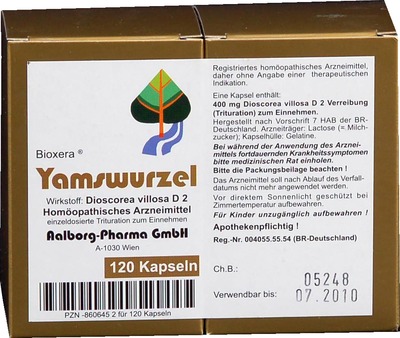 Bioxera ®
Yamswurzel
Wirkstoff: Dioscorea villosa D 2
Homöopathisches Arzneimittel
einzeldosierte Trituration zum Einnehmen
Aalborg-Pharma GmbH
A-1030 Wien
120 Kapseln
PZN -860645 2 für 120 Kapseln
Registriertes homöopathisches Arzneimittel,
daher ohne Angabe einer therapeutischen
Indikation.
Eine Kapsel enthält:
400 mg Dioscorea villosa D 2 Verreibung
(Trituration) zum Einnehmen.
Hergestellt nach Vorschrift 7 HAB der BR-
Deutschland. Arzneiträger: Lactose (= Milch-
zucker); Kapselhülle: Gelatine.
Bei während der Anwendung des Arznei-
mittels fortdauernden Krankheitssymptomen
bitte medizinischen Rat einholen.
Bitte die Packungsbeilage beachten !
Das Arzneimittel soll nach Ablauf des Verfall-
datums nicht mehr angewendet werden.
Vor direktem Sonnenlicht geschützt bei
Zimmertemperatur aufbewahren.
Für Kinder unzugänglich aufbewahren !
Apothekenpflichtig !
Reg.-Nr. 004055.55.54 (BR-Deutschland)
Ch.B.: 05248
Verwendbar bis: 07.2010